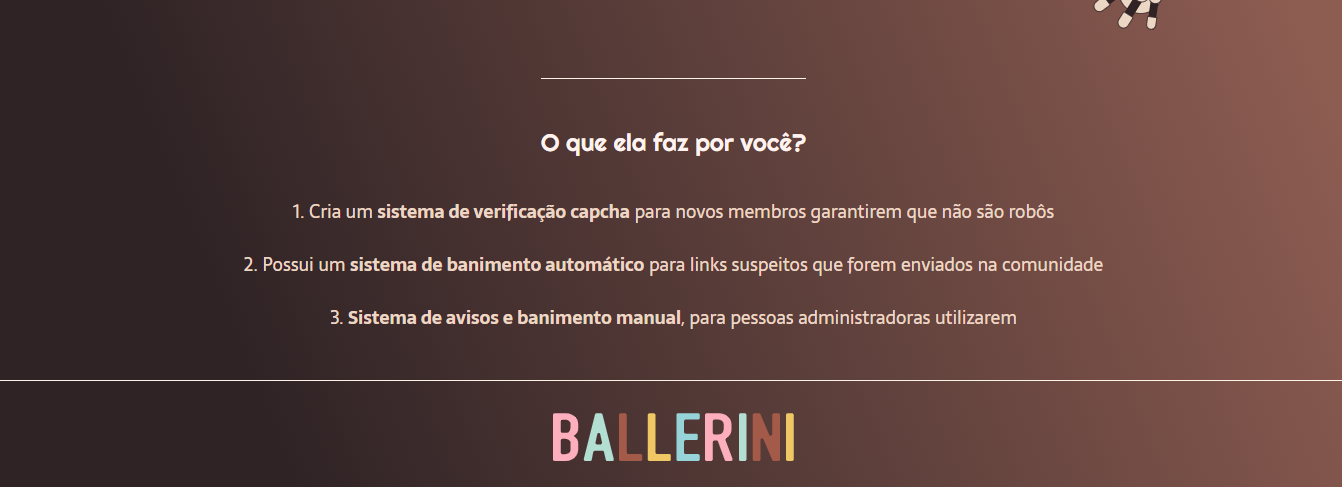 O que ela faz por você?
1. Cria um sistema de verificação capcha para novos membros garantirem que não são robôs
2. Possui um sistema de banimento automático para links suspeitos que forem enviados na comunidade
3. Sistema de avisos e banimento manual, para pessoas administradoras utilizarem
BALLERINI